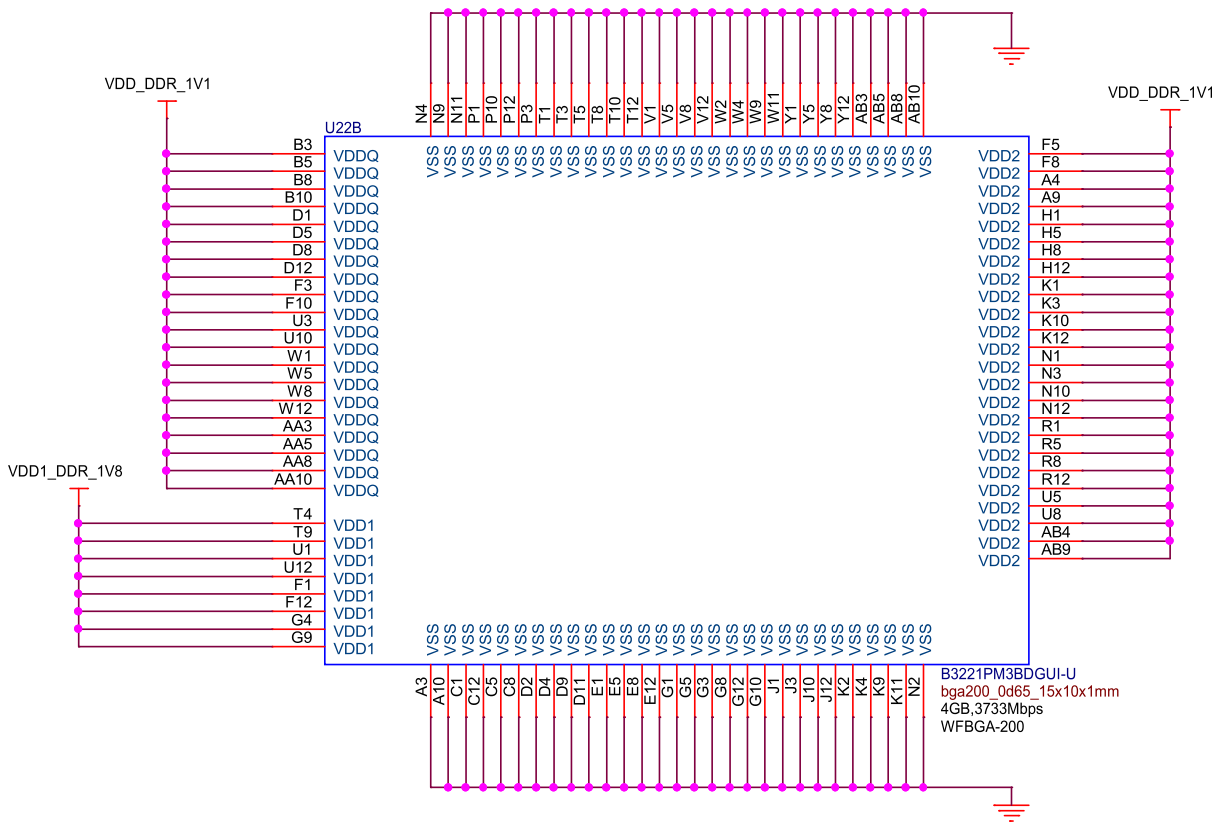 N4 N9 N11 P1 P10 P12 P3 T1 T3 T5 T8 T10 T12 V1 V5 V8 V12 W2 W4 W9 W11 Y1 Y5 Y8 Y12 AB3 AB5 AB8 AB10
VSS VSS VSS VSS VSS VSS VSS VSS VSS VSS VSS VSS VSS VSS VSS VSS VSS VSS VSS VSS VSS VSS VSS VSS VSS VSS VSS VSS VSS
VDD_DDR_1V1
VDD_DDR_1V1
U22B
B3 VDDQ
B5 VDDQ
B8 VDDQ
B10 VDDQ
D1 VDDQ
D5 VDDQ
D8 VDDQ
D12 VDDQ
F3 VDDQ
F10 VDDQ
U3 VDDQ
U10 VDDQ
W1 VDDQ
W5 VDDQ
W8 VDDQ
W12 VDDQ
AA3 VDDQ
AA5 VDDQ
AA8 VDDQ
AA10 VDDQ
VDD1_DDR_1V8
T4 VDD1
T9 VDD1
U1 VDD1
U12 VDD1
F1 VDD1
F12 VDD1
G4 VDD1
G9 VDD1
VDD2 F5
VDD2 F8
VDD2 A4
VDD2 A9
VDD2 H1
VDD2 H5
VDD2 H8
VDD2 H12
VDD2 K1
VDD2 K3
VDD2 K10
VDD2 K12
VDD2 N1
VDD2 N3
VDD2 N10
VDD2 N12
VDD2 R1
VDD2 R5
VDD2 R8
VDD2 R12
VDD2 U5
VDD2 U8
VDD2 AB4
VDD2 AB9
VSS VSS VSS VSS VSS VSS VSS VSS VSS VSS VSS VSS VSS VSS VSS VSS VSS VSS VSS VSS VSS VSS VSS VSS VSS VSS VSS VSS VSS
A3 A10 C1 C12 C5 C8 D2 D4 D9 D11 E1 E5 E8 E12 G1 G5 G3 G8 G12 G10 J1 J3 J10 J12 K2 K4 K9 K11 N2
B3221PM3BDGUI-U
bga200_0d65_15x10x1mm
4GB,3733Mbps
WFBGA-200